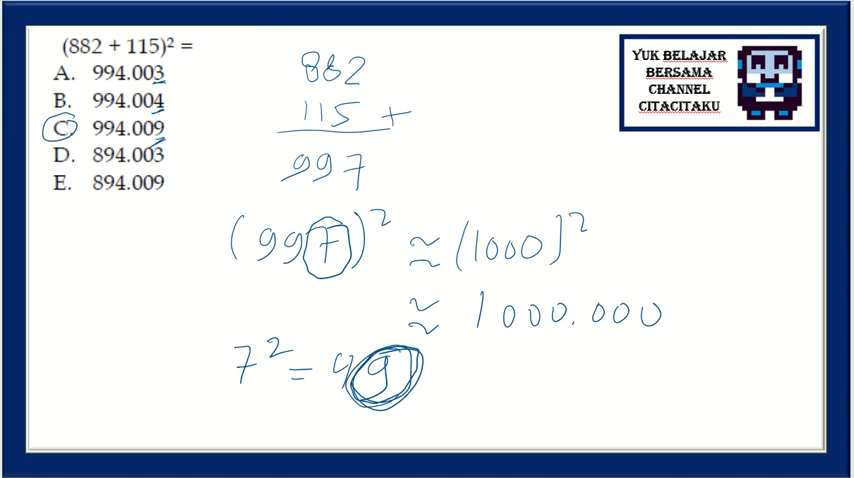 (882 + 115)² =
A. 994.003
B. 994.004
C. 994.009
D. 894.003
E. 894.009
882
115 +
997
(997)² ≈ (1000)²
≈ 1000.000
7² = 49
YUK BELAJAR
BERSAMA
CHANNEL
CITACITAKU